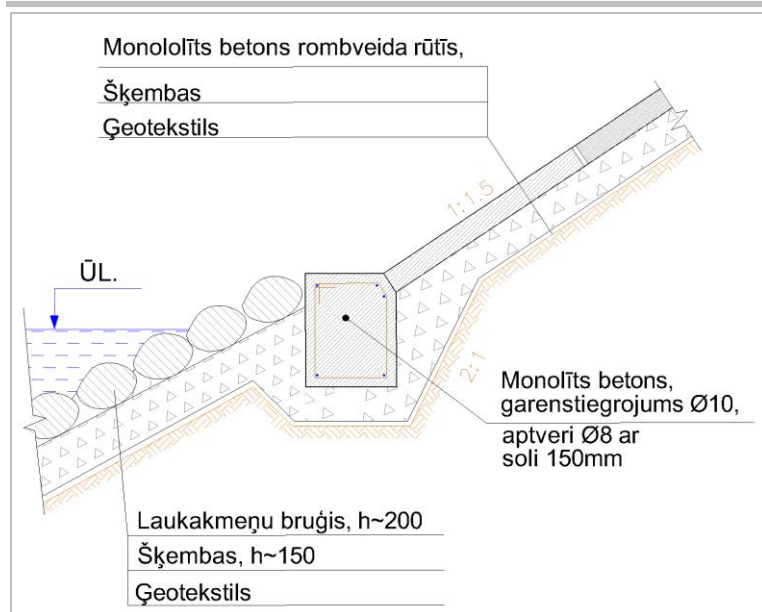 Monololīts betons rombveida rūtīs,
Šķembas
Ģeotekstils
1:1.5
ŪL.
2:1
Monolīts betons,
garenstiegrojums Ø10,
aptveri Ø8 ar
soli 150mm
Laukakmeņu bruģis, h~200
Šķembas, h~150
Ģeotekstils